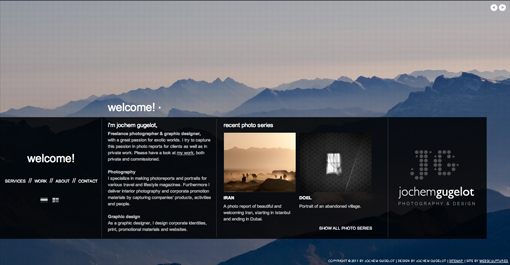 welcome!
welcome!
SERVICES // WORK // ABOUT // CONTACT
i'm jochem gugelot,
Freelance photographer & graphic designer,
with a great passion for exotic worlds. I try to capture
this passion in photo reports for clients as well as in
private work. Please have a look at my work, both
private and commissioned.
Photography
I specialize in making photoreports and portraits for
various travel and lifestyle magazines. Furthermore I
deliver interior photography and corporate promotion
materials by capturing companies' products, activities
and people.
Graphic design
As a graphic designer, I design corporate identities,
print, promotional materials and websites.
recent photo series
IRAN
A photo report of beautiful and
welcoming Iran, starting in Istanbul
and ending in Dubai.
DOEL
Portrait of an abandoned village.
SHOW ALL PHOTO SERIES
jochemgugelot
PHOTOGRAPHY & DESIGN
COPYRIGHT © 2011 BY JOCHEM GUGELOT | DESIGN BY JOCHEM GUGELOT | SITEMAP | SITE BY WEBSCULPTURES